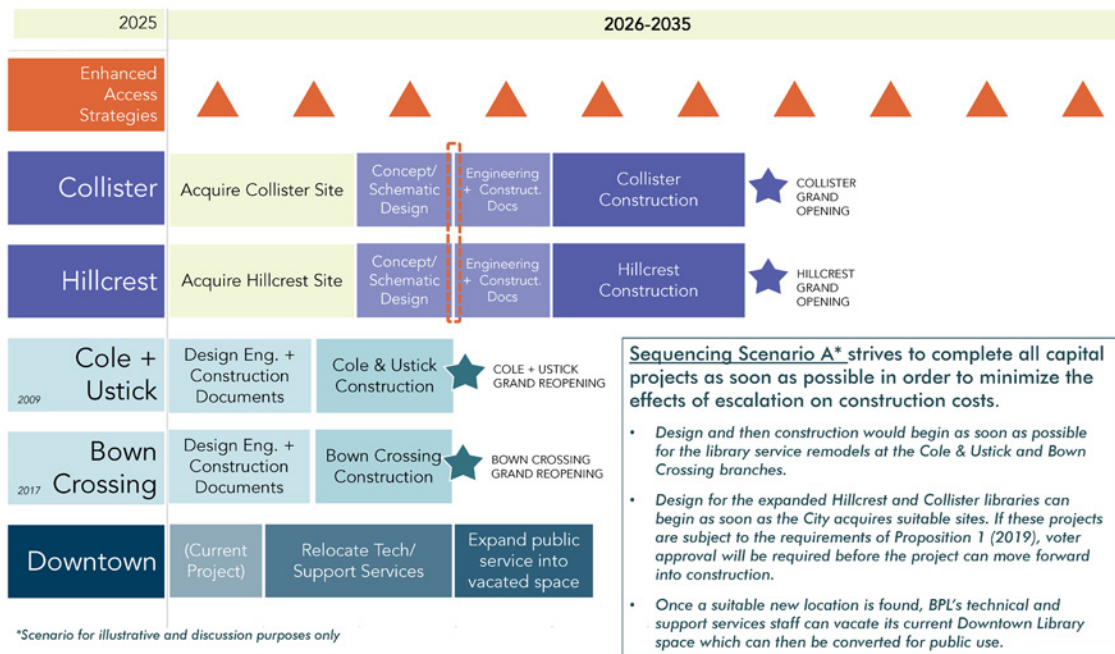 2025
2026-2035
Enhanced
Access
Strategies
Collister
Acquire Collister Site
Concept/
Schematic
Design
Engineering
+ Construct.
Docs
Collister
Construction
COLLISTER
GRAND
OPENING
Hillcrest
Acquire Hillcrest Site
Concept/
Schematic
Design
Engineering
+ Construct.
Docs
Hillcrest
Construction
HILLCREST
GRAND
OPENING
Cole +
Ustick
2009
Design Eng. +
Construction
Documents
Cole & Ustick
Construction
COLE + USTICK
GRAND REOPENING
Bown
Crossing
2017
Design Eng. +
Construction
Documents
Bown Crossing
Construction
BOWN CROSSING
GRAND REOPENING
Downtown
(Current
Project)
Relocate Tech/
Support Services
Expand public
service into
vacated space
Sequencing Scenario A* strives to complete all
capital projects as soon as possible in order to minimize the
effects of escalation on construction costs.
• Design and then construction would begin as soon as possible
for the library service remodels at the Cole & Ustick and Bown
Crossing branches.
• Design for the expanded Hillcrest and Collister libraries can
begin as soon as the City acquires suitable sites. If these projects
are subject to the requirements of Proposition 1 (2019), voter
approval will be required before the project can move forward
into construction.
• Once a suitable new location is found, BPL's technical and
support services staff can vacate its current Downtown Library
space which can then be converted for public use.
*Scenario for illustrative and discussion purposes only